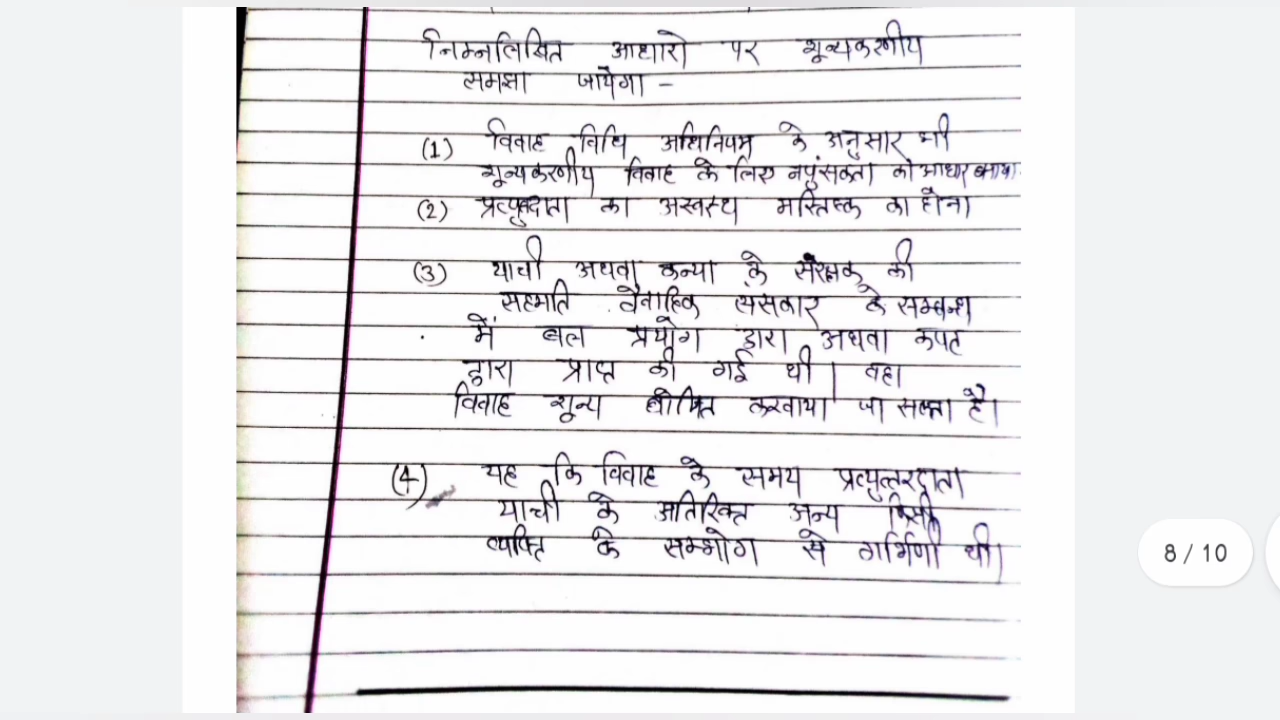 निम्नलिखित आधारो पर शून्यकरणीय
समझा जायेगा -
(1) विवाह विधि अधिनियम के अनुसार भी
शून्यकरणीय विवाह के लिए नपुंसकता को आधार बनाया
(2) प्रत्युत्तरदाता का अस्वस्थ मस्तिष्क का होना
(3) याची अथवा कन्या के संरक्षक की
सहमति वैवाहिक संसकार के सम्बन्ध
में बल प्रयोग द्वारा अथवा कपट
द्वारा प्राप्त की गई थी। वहा
विवाह शून्य घोषित करवाया जा सकता है।
(4) यह कि विवाह के समय प्रत्युत्तरदाता
याची के अतिरिक्त अन्य किसी
व्यक्ति के सम्भोग से गर्भिणी थी।
8 / 10